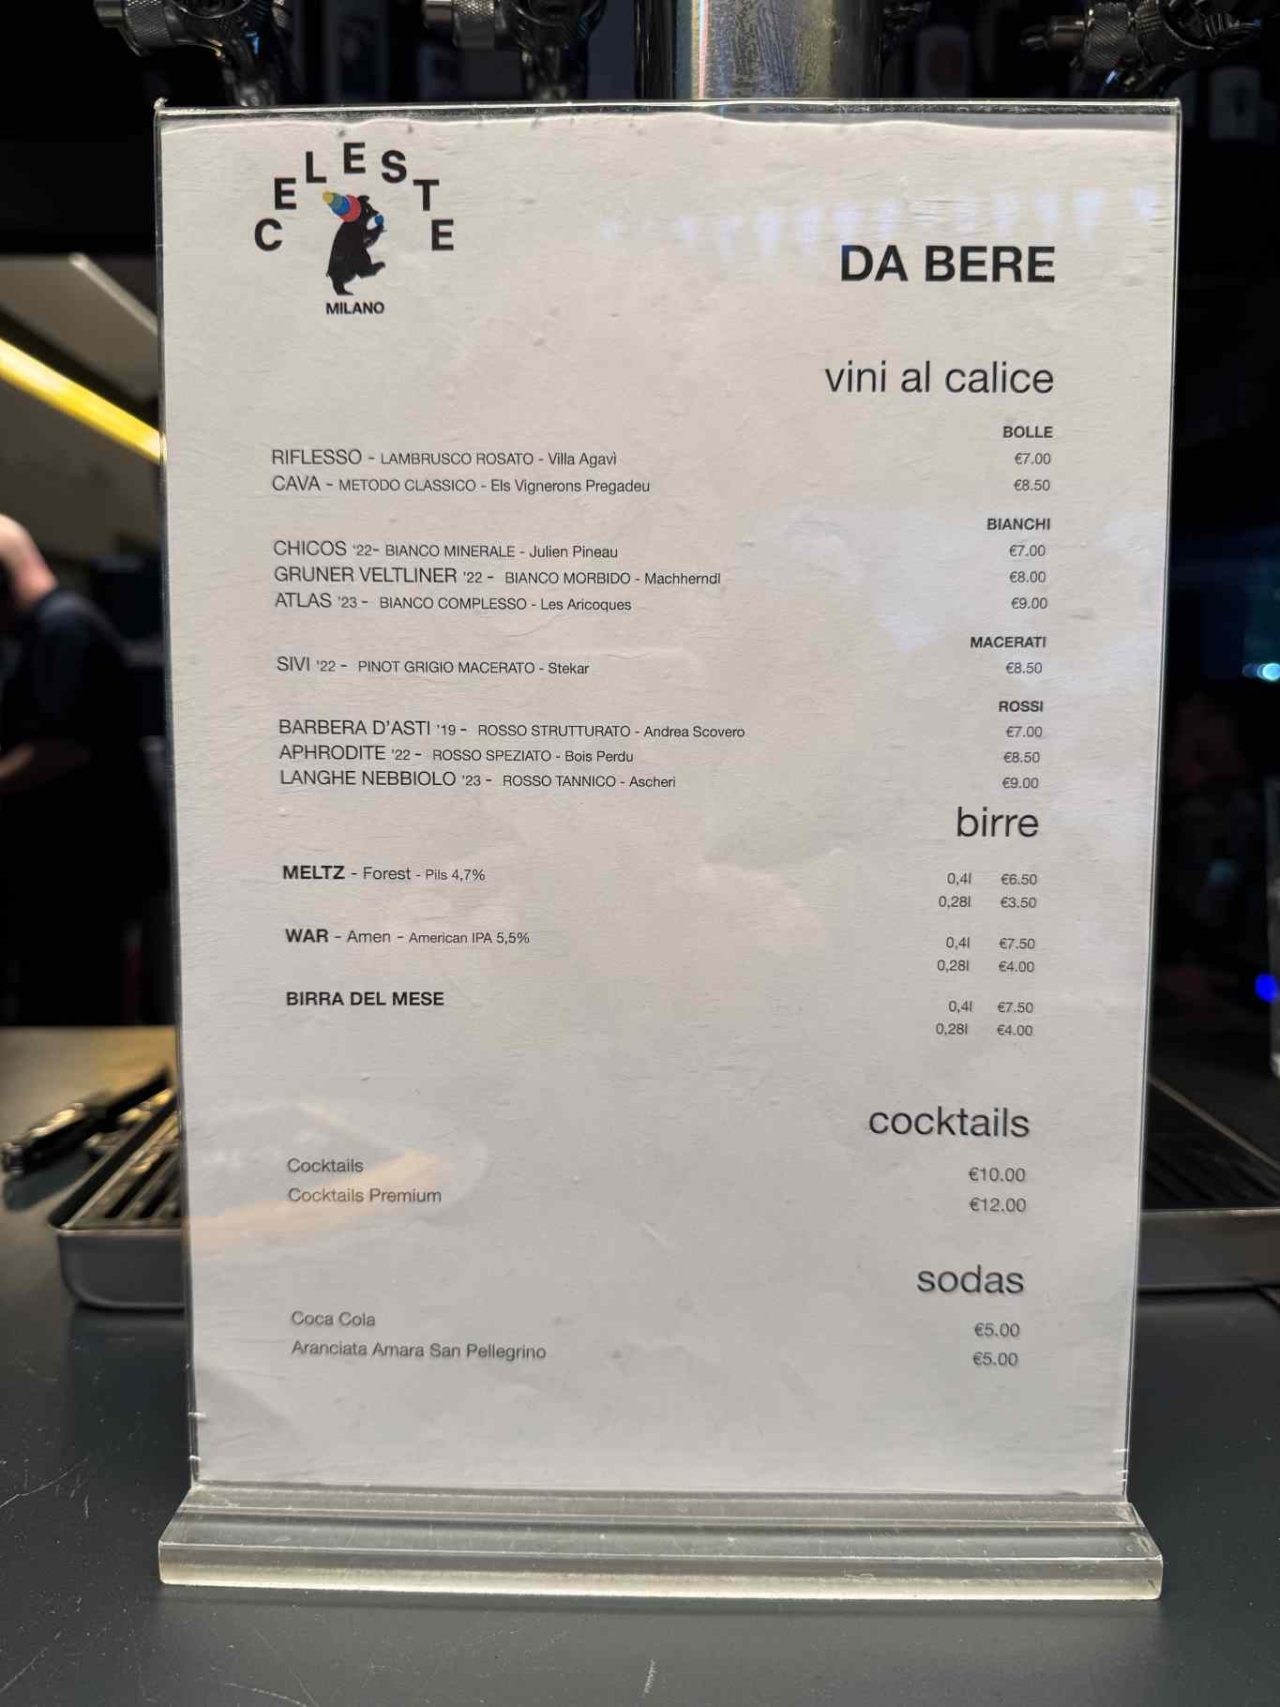 CELESTE
MILANO
DA BERE
vini al calice
BOLLE
RIFLESSO - LAMBRUSCO ROSATO - Villa Agavì €7.00
CAVA - METODO CLASSICO - Els Vignerons Pregadeu €8.50
BIANCHI
CHICOS '22- BIANCO MINERALE - Julien Pineau €7.00
GRUNER VELTLINER '22 - BIANCO MORBIDO - Machherndl €8.00
ATLAS '23 - BIANCO COMPLESSO - Les Aricoques €9.00
MACERATI
SIVI '22 - PINOT GRIGIO MACERATO - Stekar €8.50
ROSSI
BARBERA D'ASTI '19 - ROSSO STRUTTURATO - Andrea Scovero €7.00
APHRODITE '22 - ROSSO SPEZIATO - Bois Perdu €8.50
LANGHE NEBBIOLO '23 - ROSSO TANNICO - Ascheri €9.00
birre
MELTZ - Forest - Pils 4,7% 0,4l €6.50
0,28l €3.50
WAR - Amen - American IPA 5,5% 0,4l €7.50
0,28l €4.00
BIRRA DEL MESE 0,4l €7.50
0,28l €4.00
cocktails
Cocktails €10.00
Cocktails Premium €12.00
sodas
Coca Cola €5.00
Aranciata Amara San Pellegrino €5.00